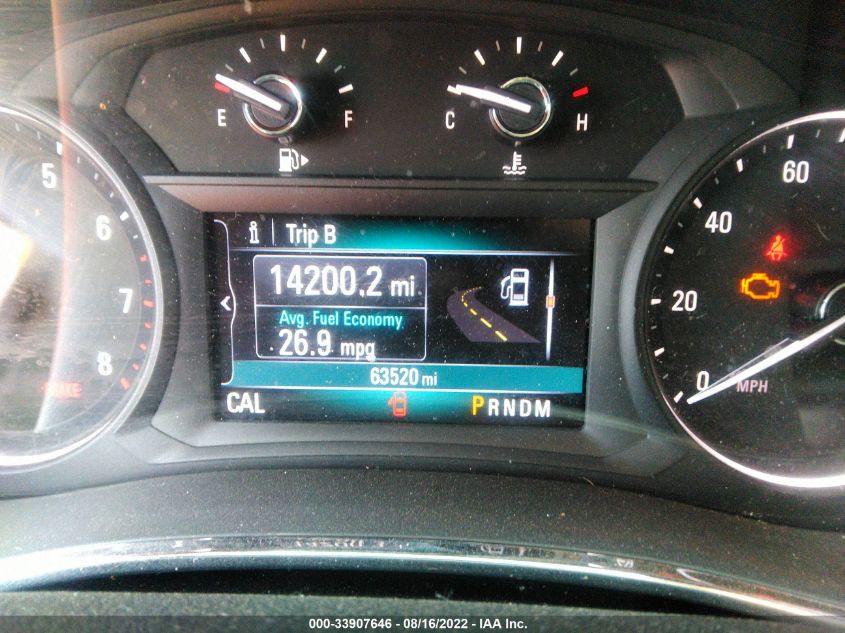 E F
C H
5
6
7
8
BRAKE
i Trip B
14200.2 mi
Avg. Fuel Economy
26.9 mpg
63520 mi
CAL
PRNDM
60
40
20
0
MPH
000-33907646 - 08/16/2022 - IAA Inc.